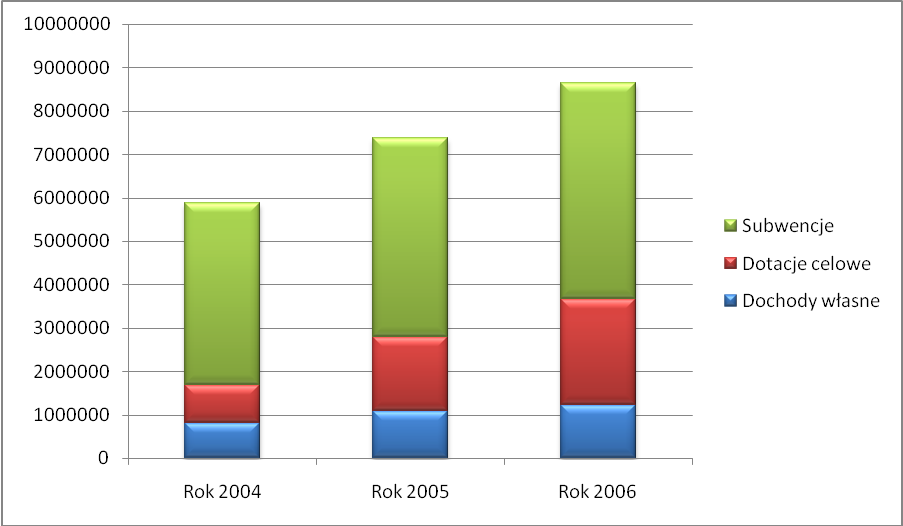 10000000
9000000
8000000
7000000
6000000
5000000
4000000
3000000
2000000
1000000
0
Rok 2004
Rok 2005
Rok 2006
Subwencje
Dotacje celowe
Dochody własne